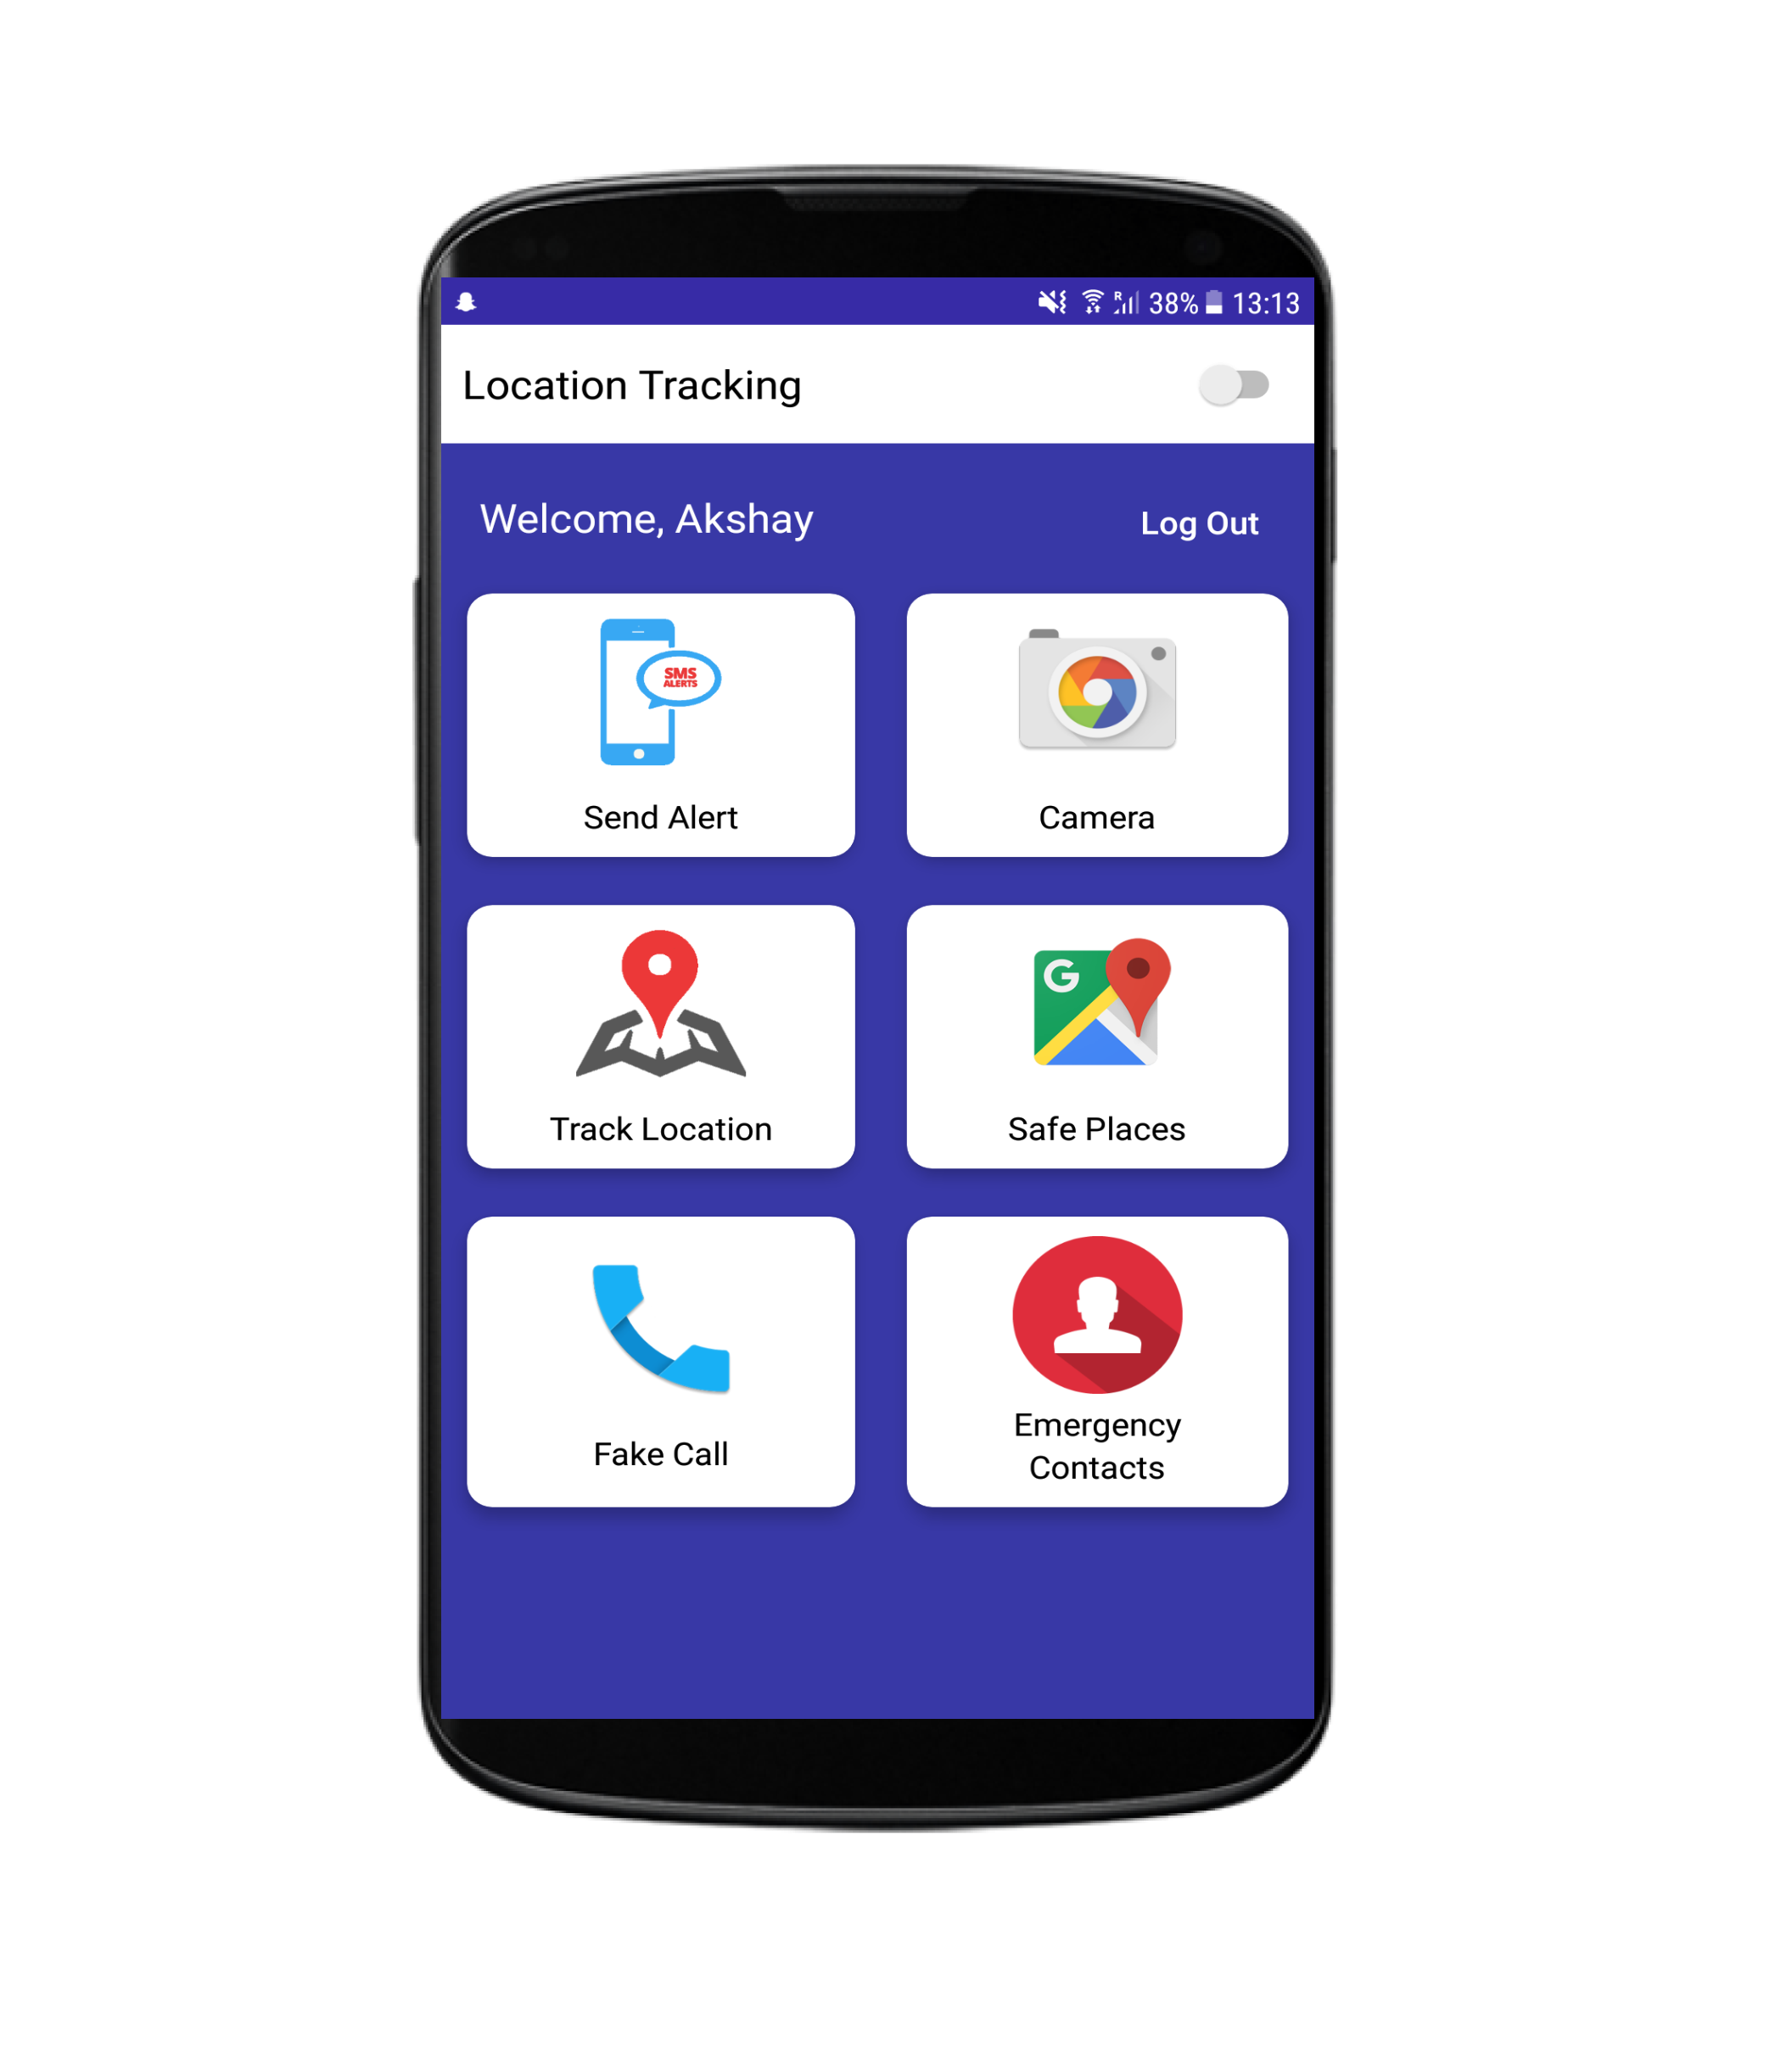 R 38% 13:13
Location Tracking
Welcome, Akshay
Log Out
SMS
ALERTS
Send Alert
Camera
Track Location
G
Safe Places
Fake Call
Emergency
Contacts